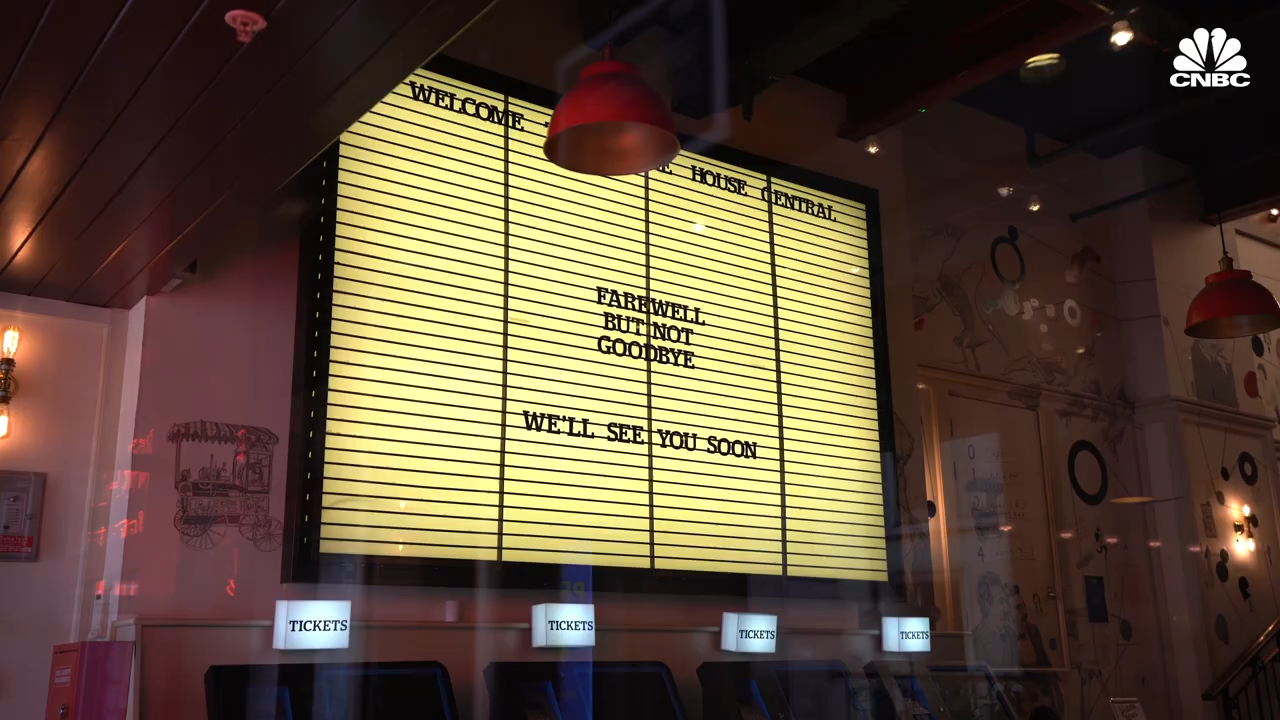 CNBC
WELCOME HOUSE CENTRAL
FAREWELL
BUT NOT
GOODBYE
WE'LL SEE YOU SOON
TICKETS
TICKETS
TICKETS
TICKETS